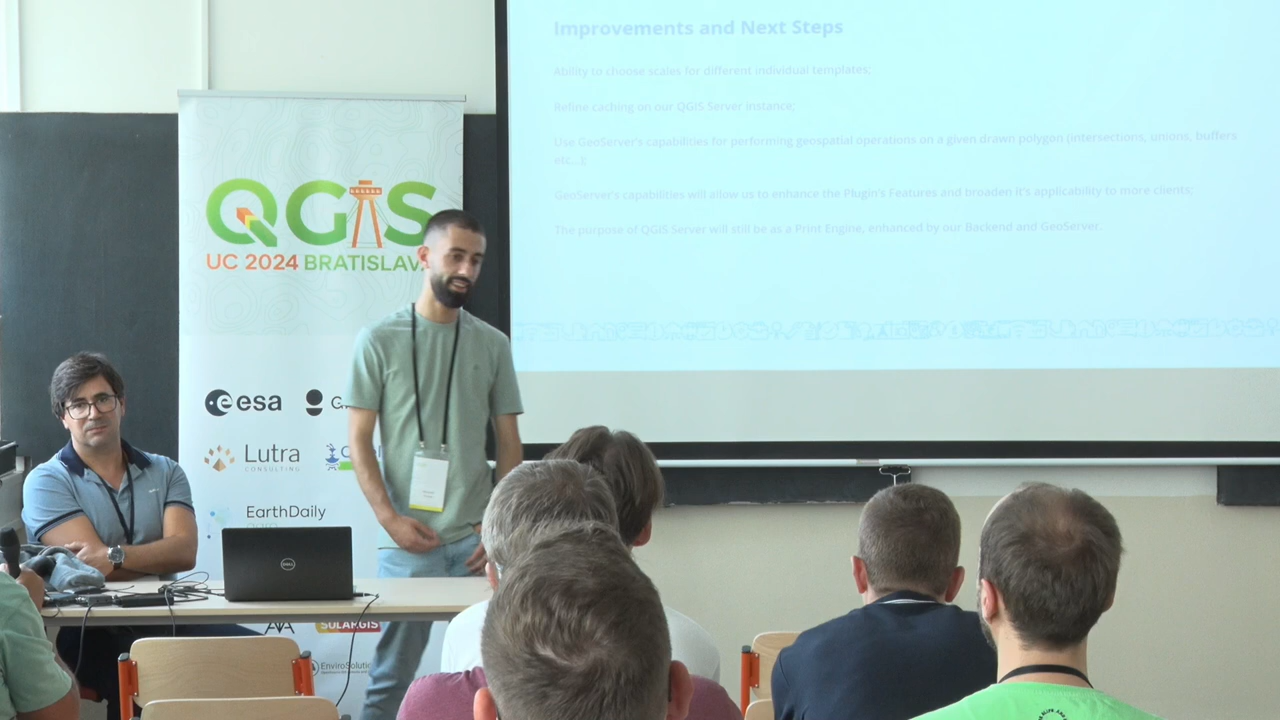 Improvements and Next Steps
Ability to choose scales for different individual templates;
Refine caching on our QGIS Server instance;
Use GeoServer's capabilities for performing geospatial operations on a given drawn polygon (intersections, unions, buffers
etc...);
GeoServer's capabilities will allow us to enhance the Plugin's Features and broaden it's applicability to more clients;
The purpose of QGIS Server will still be as a Print Engine, enhanced by our Backend and GeoServer.
QGIS
UC 2024 BRATISLAV
esa
Lutra
CONSULTING
EarthDaily
agro
DELL
SOLARGIS
EnviroSolutio